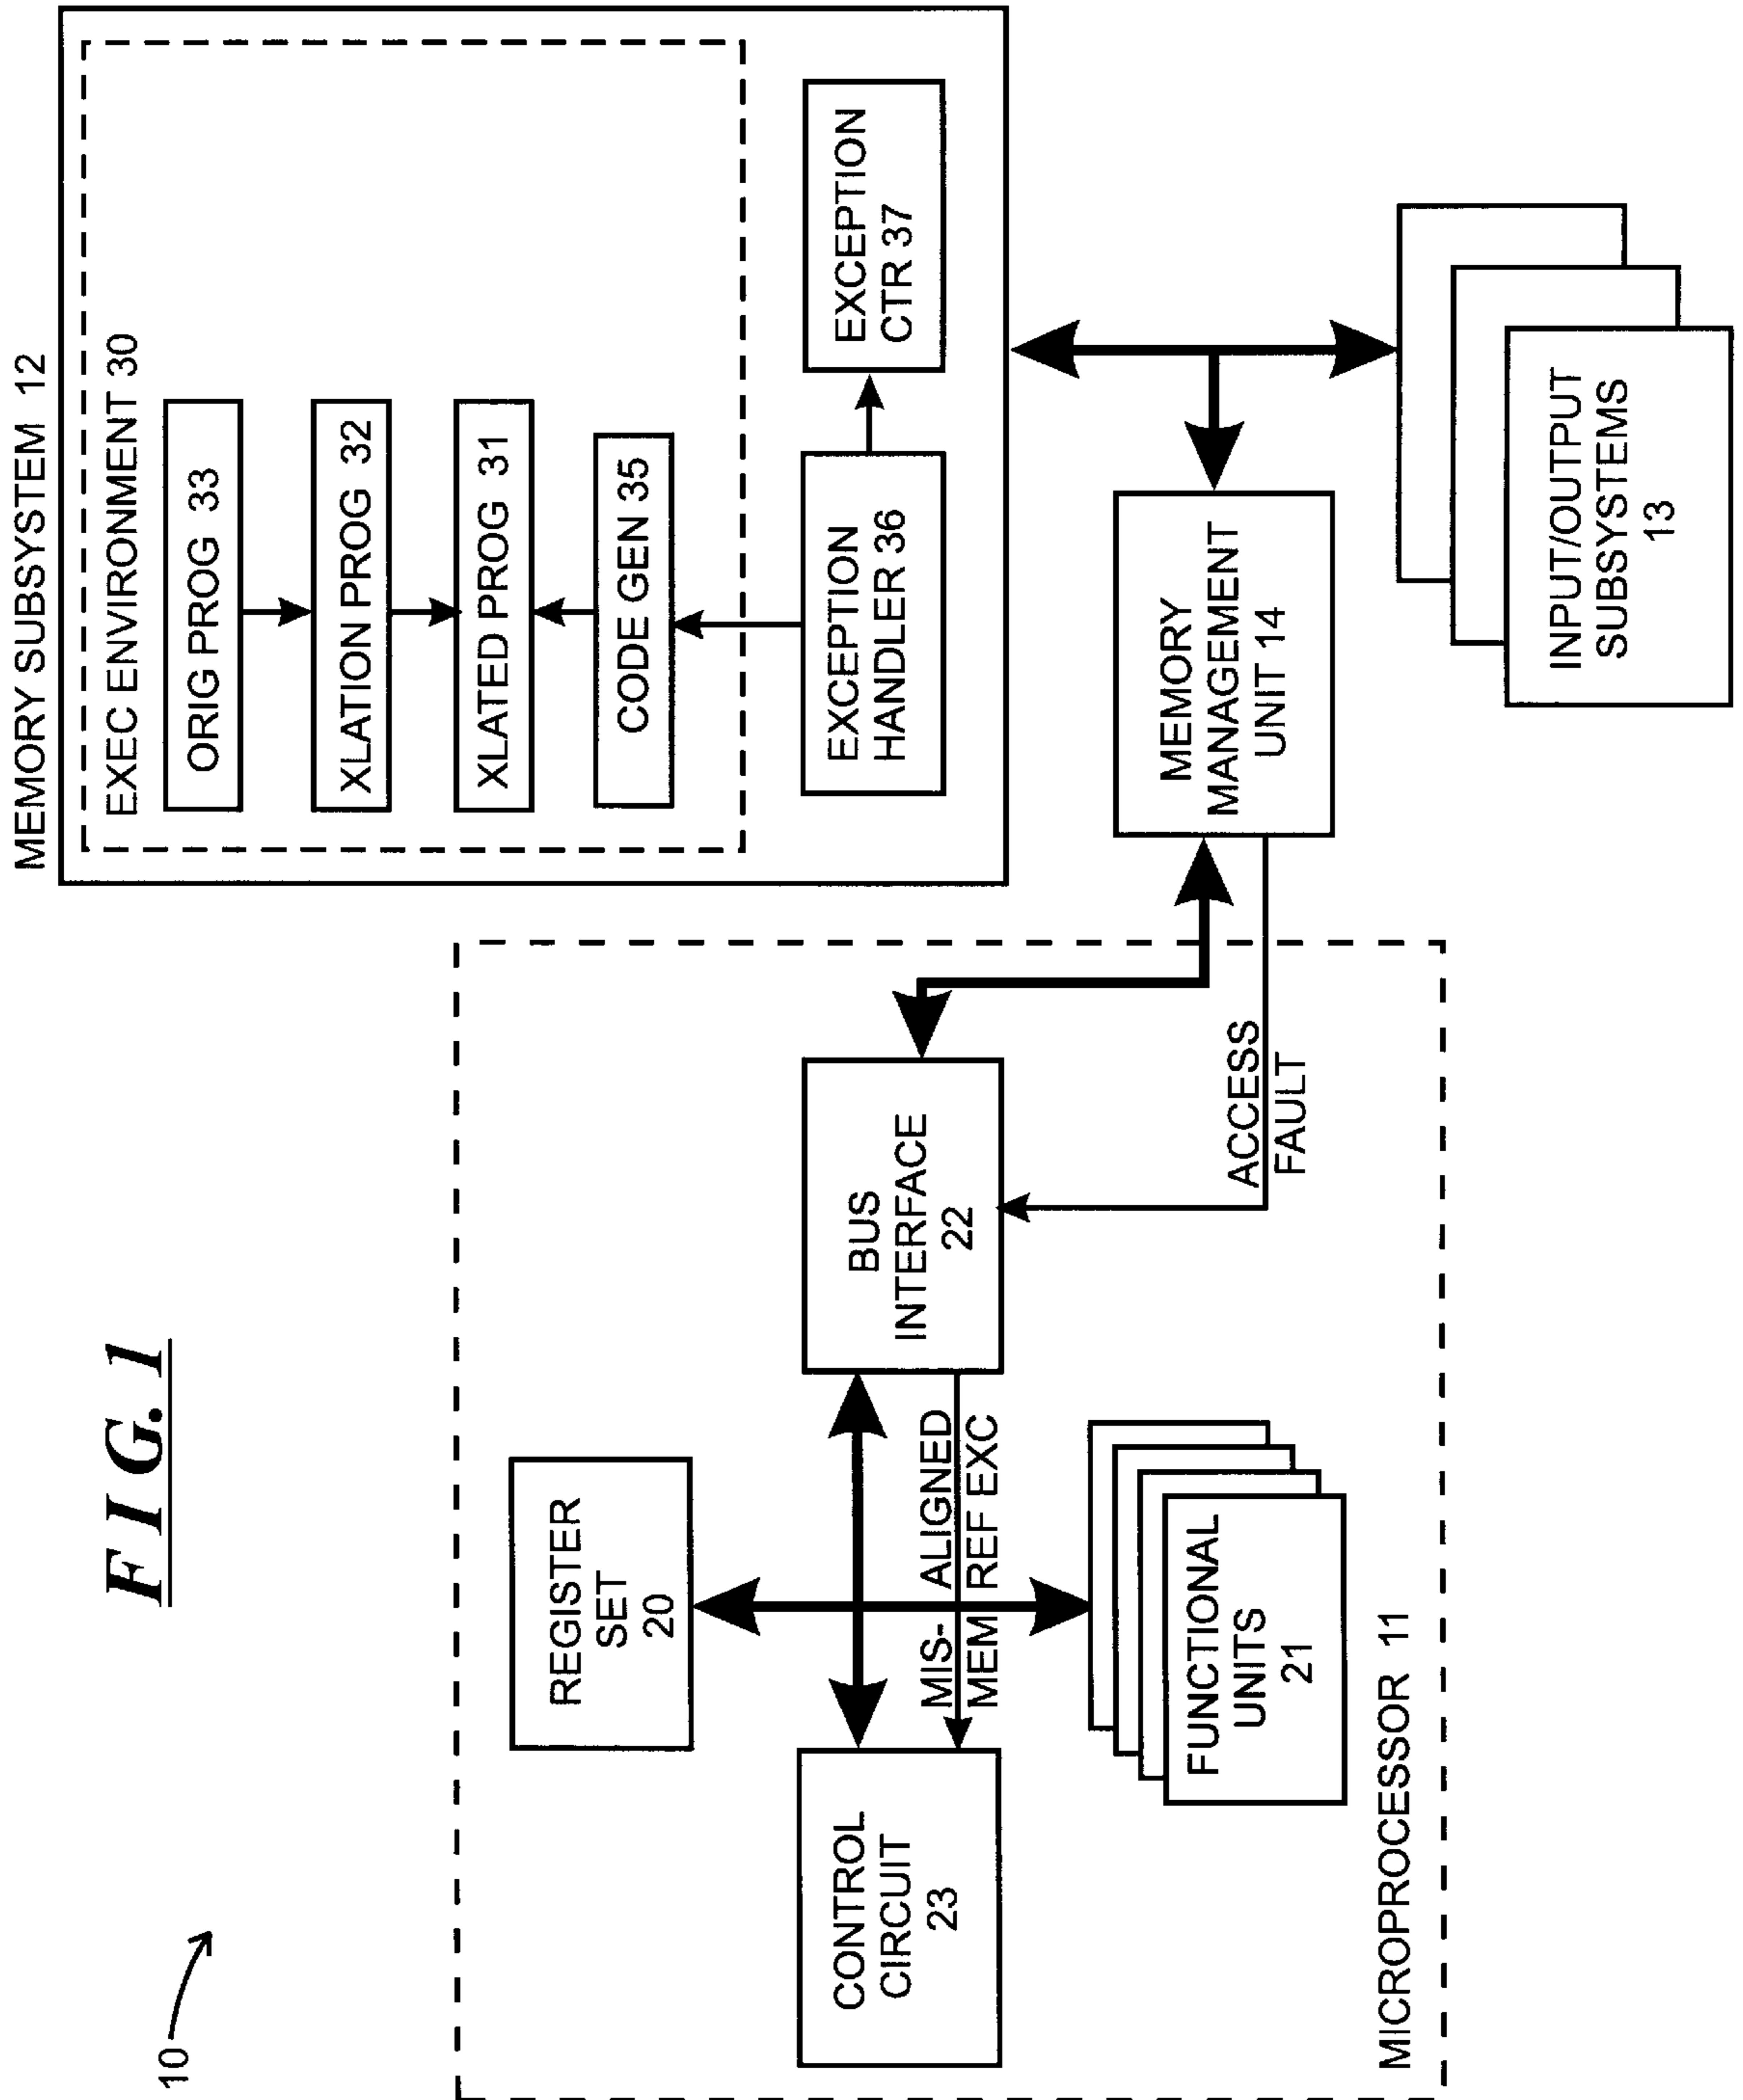 FIG. 1
10
MEMORY SUBSYSTEM 12
EXEC ENVIRONMENT 30
ORIG PROG 33
XLATION PROG 32
XLATED PROG 31
CODE GEN 35
EXCEPTION
HANDLER 36
EXCEPTION
CTR 37
REGISTER
SET
20
CONTROL
CIRCUIT
23
BUS
INTERFACE
22
MIS- ALIGNED
MEM REF EXC
FUNCTIONAL
UNITS
21
MICROPROCESSOR 11
ACCESS
FAULT
MEMORY
MANAGEMENT
UNIT 14
INPUT/OUTPUT
SUBSYSTEMS
13